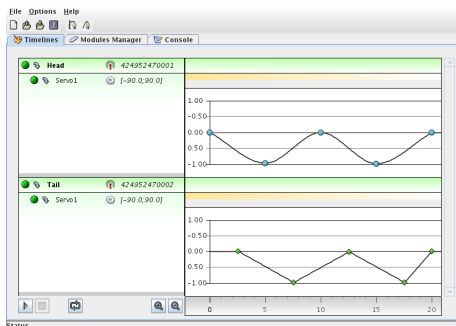 File Options Help
Timelines Modules Manager Console
Head 424952470001
Servo1 [-90.0;90.0]
1.00
-0.50
0.00
0.50
-1.00
Tail 424952470002
Servo1 [-90.0;90.0]
1.00
-0.50
0.00
0.50
-1.00
0 5 10 15 20
Status